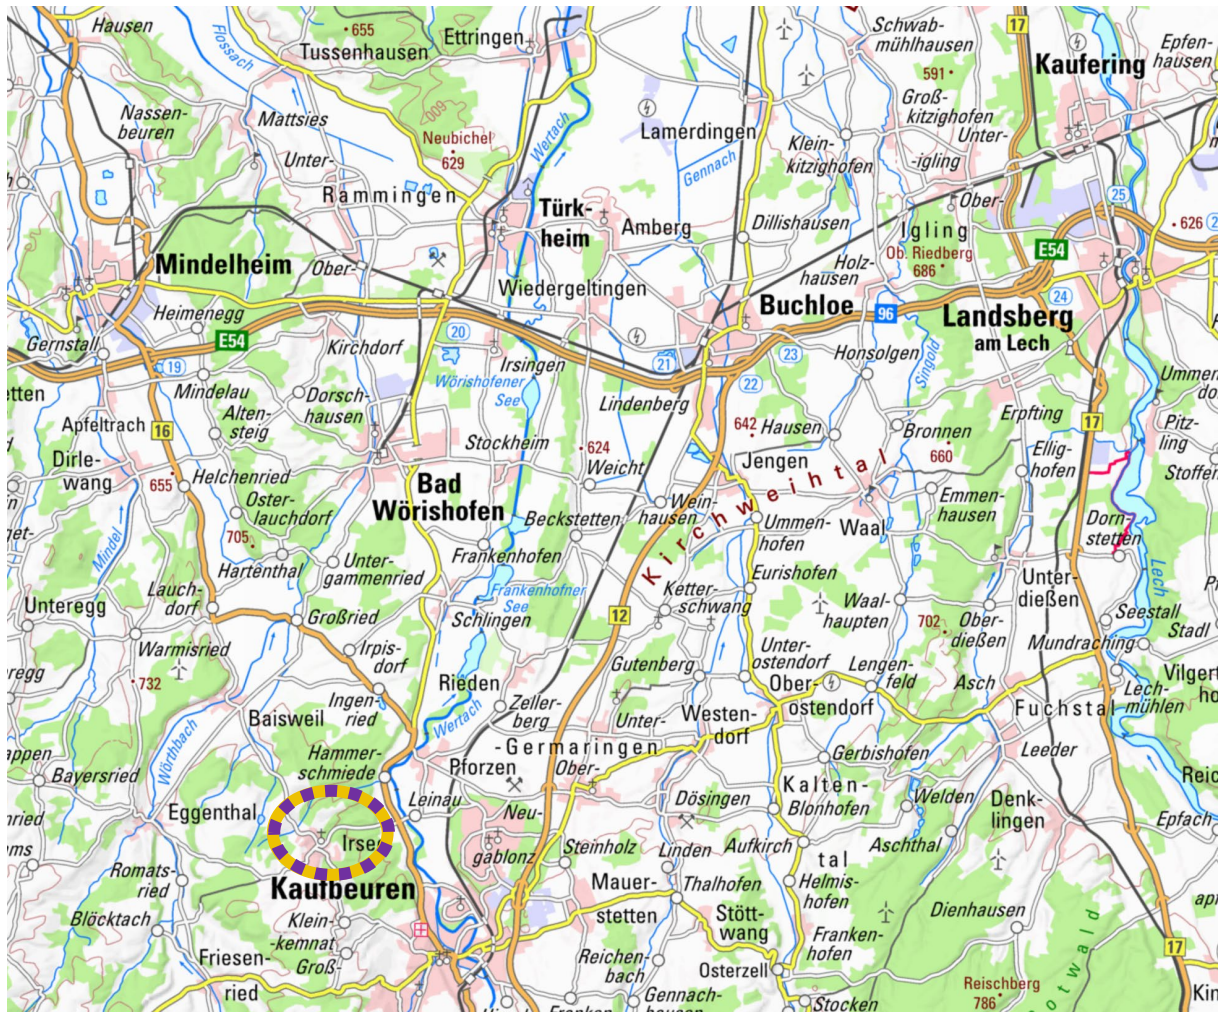 Hausen
655
Tussenhausen
Ettringen
Flossach
17
Schwab-
mühlhausen
Kaufering
Epfen-
hausen
591
Nassen-
beuren
Mattsies
600
Neubichel
629
Wertach
Lamerdingen
Gennach
Groß-
kitzighofen
Klein-
kitzighofen
Unter-
-igling
Unter-
Rammingen
Türk-
heim
Amberg
Dillishausen
Ober-
Igling
25
626
Mindelheim
Ober-
Wiedergeltingen
Holz-
hausen
Ob. Riedberg
686
E54
24
Heimenegg
Buchloe
96
Landsberg
am Lech
Gernstall
E54
Kirchdorf
20
Irsingen
21
23
Honsolgen
Singold
19
Mindelau
Dorsch-
hausen
Wörishofener
See
22
Lindenberg
Apfeltrach
16
Alten-
steig
Stockheim
624
642
Hausen
Bronnen
660
Erpfting
17
Pitz-
ling
Dirle-
wang
655
Helchenried
Oster-
lauchdorf
Bad
Wörishofen
Weicht
Jengen
Ellig-
hofen
Kirchweihtal
Wein-
hausen
Emmen-
hausen
Mindel
705
Hartenthal
Beckstetten
Ummen-
hofen
Waal
Dorn-
stetten
Unter-
gammenried
Frankenhofen
Eurishofen
Lech
Lauch-
dorf
Frankenhofner
See
Ketter-
schwang
Unter-
dießen
Unteregg
Großried
Schlingen
12
Waal-
haupten
Ober-
dießen
Seestall
Stadl
Warmisried
Irpis-
dorf
702
Mundraching
732
Gutenberg
Unter-
ostendorf
Lengen-
feld
Asch
Rieden
Ober-
ostendorf
Lech-
mühlen
Baisweil
Ingen-
ried
Zeller-
berg
Unter-
Westen-
dorf
Fuchstal
Wertach
-Germaringen
Wörthbach
Hammer-
schmiede
Pforzen
Ober-
Gerbishofen
Leeder
Bayersried
Kalten-
Eggenthal
Leinau
Neu-
gablonz
Dösingen
Blonhofen
Welden
Denk-
lingen
Epfach
Steinholz
Linden
Aufkirch
tal
Aschthal
Romats-
ried
Kaufbeuren
Mauer-
stetten
Thalhofen
Helmis-
hofen
Blöcktach
Klein-
-kemnat
Groß-
Stött-
wang
Dienhausen
Franken-
hofen
Friesen-
ried
Reichen-
bach
Osterzell
17
Reischberg
786
Gennach-
Stocken